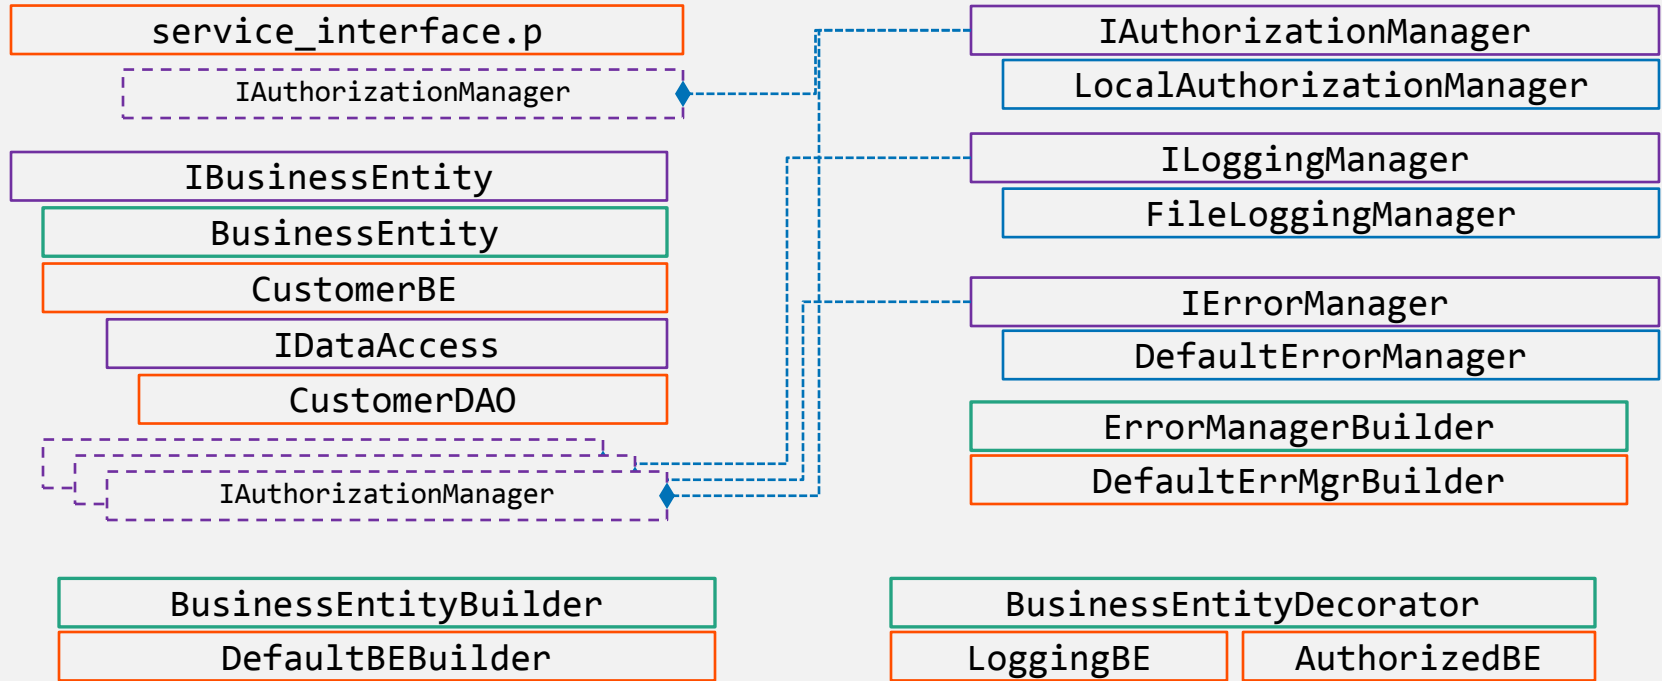 service_interface.p
IAuthorizationManager
IBusinessEntity
BusinessEntity
CustomerBE
IDataAccess
CustomerDAO
IAuthorizationManager
BusinessEntityBuilder
DefaultBEBuilder
IAuthorizationManager
LocalAuthorizationManager
ILoggingManager
FileLoggingManager
IErrorManager
DefaultErrorManager
ErrorManagerBuilder
DefaultErrMgrBuilder
BusinessEntityDecorator
LoggingBE
AuthorizedBE